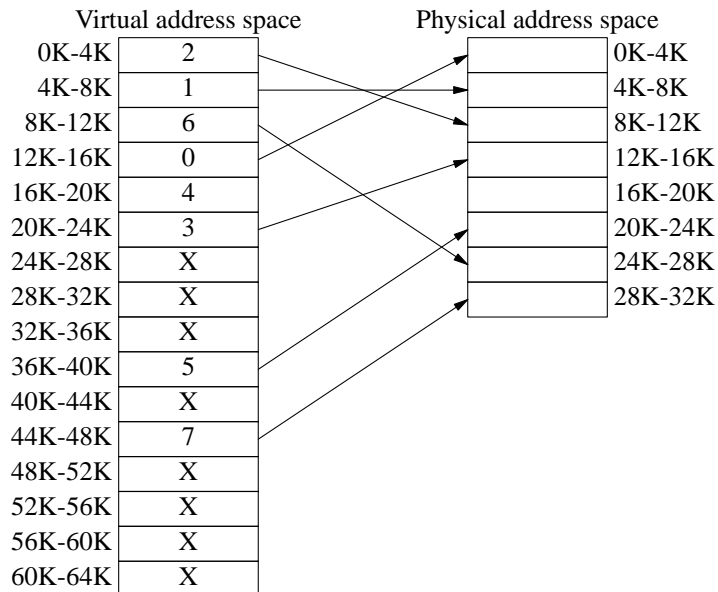 Virtual address space Physical address space
0K-4K 2 0K-4K
4K-8K 1 4K-8K
8K-12K 6 8K-12K
12K-16K 0 12K-16K
16K-20K 4 16K-20K
20K-24K 3 20K-24K
24K-28K X 24K-28K
28K-32K X 28K-32K
32K-36K X
36K-40K 5
40K-44K X
44K-48K 7
48K-52K X
52K-56K X
56K-60K X
60K-64K X